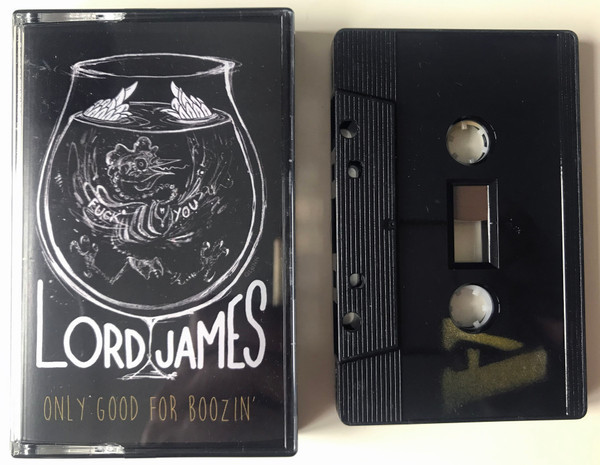 FUCK YOU
LORD JAMES
ONLY GOOD FOR BOOZIN'
A